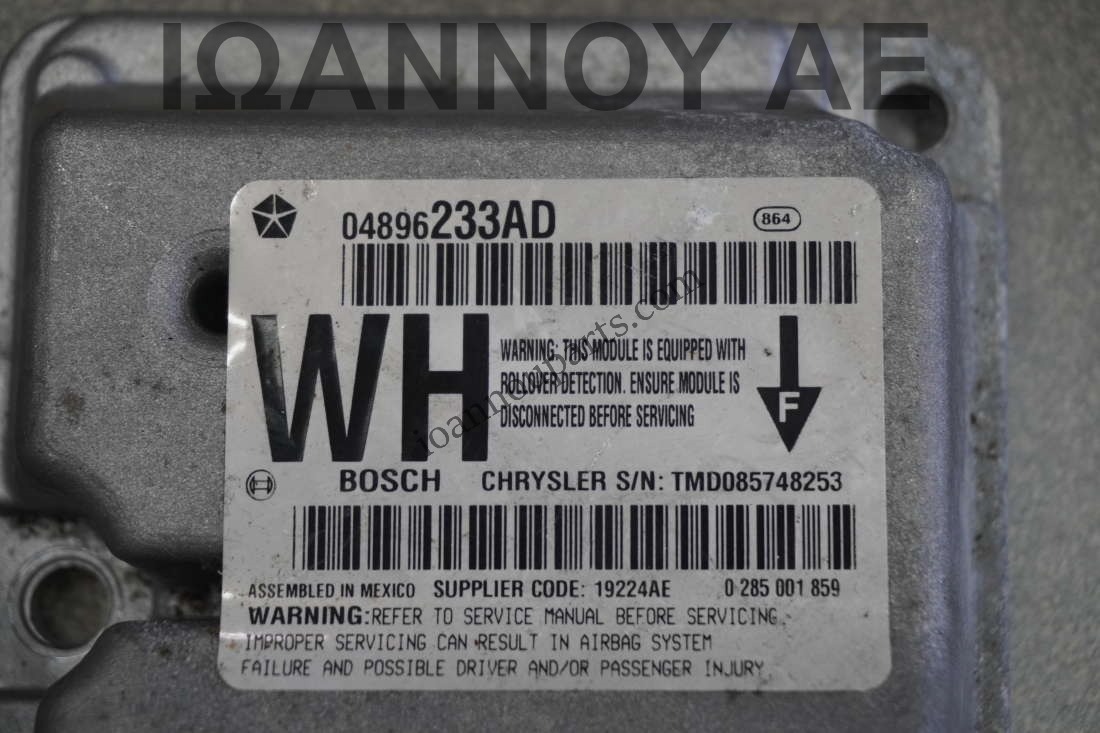 ΙΩΑΝΝΟΥ ΑΕ
04896233AD
864
WH
WARNING: THIS MODULE IS EQUIPPED WITH
ROLLOVER DETECTION. ENSURE MODULE IS
DISCONNECTED BEFORE SERVICING
F
ioannouparts.com
BOSCH CHRYSLER S/N: TMD085748253
ASSEMBLED IN MEXICO SUPPLIER CODE: 19224AE 0 285 001 859
WARNING:REFER TO SERVICE MANUAL BEFORE SERVICING.
IMPROPER SERVICING CAN RESULT IN AIRBAG SYSTEM
FAILURE AND POSSIBLE DRIVER AND/OR PASSENGER INJURY.